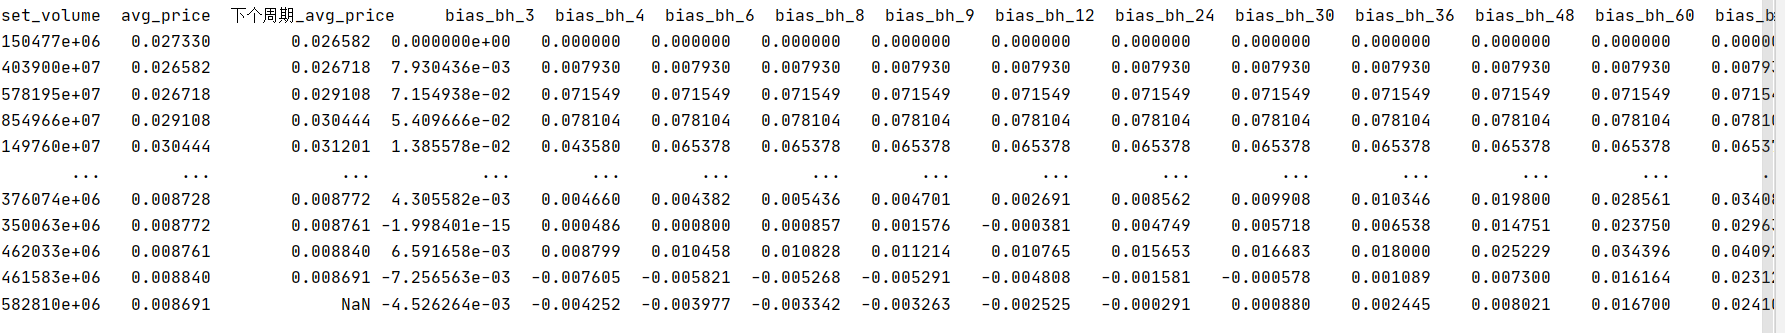 set_volume avg_price 下个周期_avg_price bias_bh_3 bias_bh_4 bias_bh_6 bias_bh_8 bias_bh_9 bias_bh_12 bias_bh_24 bias_bh_30 bias_bh_36 bias_bh_48 bias_bh_60 bias_b
150477e+06 0.027330 0.026582 0.000000e+00 0.000000 0.000000 0.000000 0.000000 0.000000 0.000000 0.000000 0.000000 0.000000 0.000000 0.0000
403900e+07 0.026582 0.026718 7.930436e-03 0.007930 0.007930 0.007930 0.007930 0.007930 0.007930 0.007930 0.007930 0.007930 0.007930 0.00793
578195e+07 0.026718 0.029108 7.154938e-02 0.071549 0.071549 0.071549 0.071549 0.071549 0.071549 0.071549 0.071549 0.071549 0.071549 0.0715
854966e+07 0.029108 0.030444 5.409666e-02 0.078104 0.078104 0.078104 0.078104 0.078104 0.078104 0.078104 0.078104 0.078104 0.078104 0.0781
149760e+07 0.030444 0.031201 1.385578e-02 0.043580 0.065378 0.065378 0.065378 0.065378 0.065378 0.065378 0.065378 0.065378 0.065378 0.0653
... ... ... ... ... ... ... ... ... ... ... ... ... ... .
376074e+06 0.008728 0.008772 4.305582e-03 0.004660 0.004382 0.005436 0.004701 0.002691 0.008562 0.009908 0.010346 0.019800 0.028561 0.0340
350063e+06 0.008772 0.008761 -1.998401e-15 0.000486 0.000800 0.000857 0.001576 -0.000381 0.004749 0.005718 0.006538 0.014751 0.023750 0.0296
462033e+06 0.008761 0.008840 6.591658e-03 0.008799 0.010458 0.010828 0.011214 0.010765 0.015653 0.016683 0.018000 0.025229 0.034396 0.0409
461583e+06 0.008840 0.008691 -7.256563e-03 -0.007605 -0.005821 -0.005268 -0.005291 -0.004808 -0.001581 -0.000578 0.001089 0.007300 0.016164 0.0231
582810e+06 0.008691 NaN -4.526264e-03 -0.004252 -0.003977 -0.003342 -0.003263 -0.002525 -0.000291 0.000880 0.002445 0.008021 0.016700 0.0241